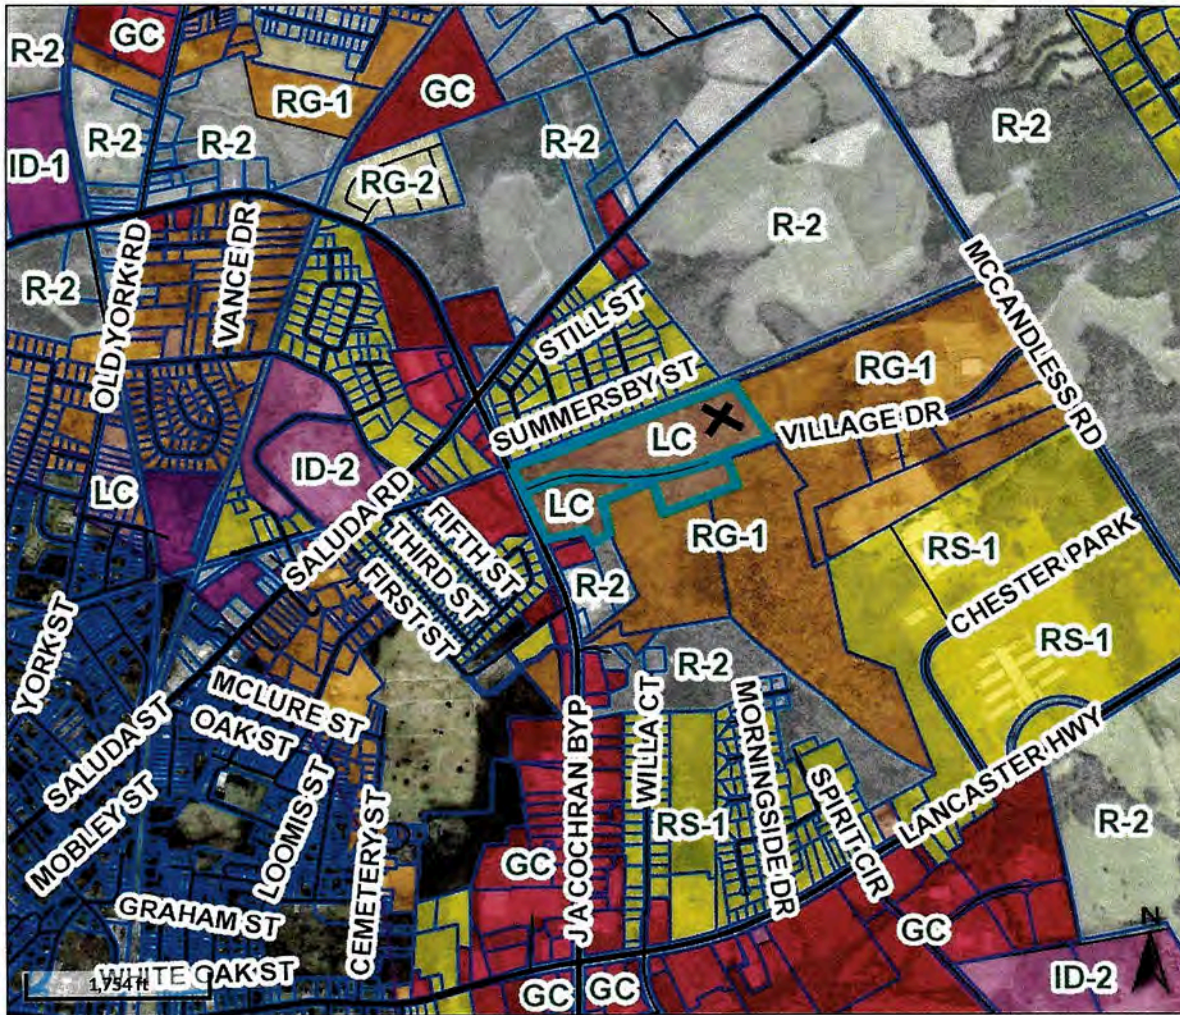 GC
R-2
GC
RG-1
R-2
R-2
R-2
R-2
ID-1
RG-2
R-2
OLD YORK RD
VANCE DR
R-2
MCCANDLESS RD
STILL ST
SUMMERSBY ST
RG-1
VILLAGE DR
LC
ID-2
LC
LC
SALUDA RD
FIFTH ST
THIRD ST
FIRST ST
RG-1
RS-1
CHESTER PARK
R-2
RS-1
YORK ST
R-2
MCLURE ST
OAK ST
SALUDA ST
MOBLEY ST
LOOMIS ST
CEMETERY ST
J A COCHRAN BYP
WILLA CT
MORNINGSIDE DR
SPIRIT CIR
LANCASTER HWY
RS-1
R-2
GC
GRAHAM ST
GC
WHITE OAK ST
1,754 ft
GC
GC
ID-2
N